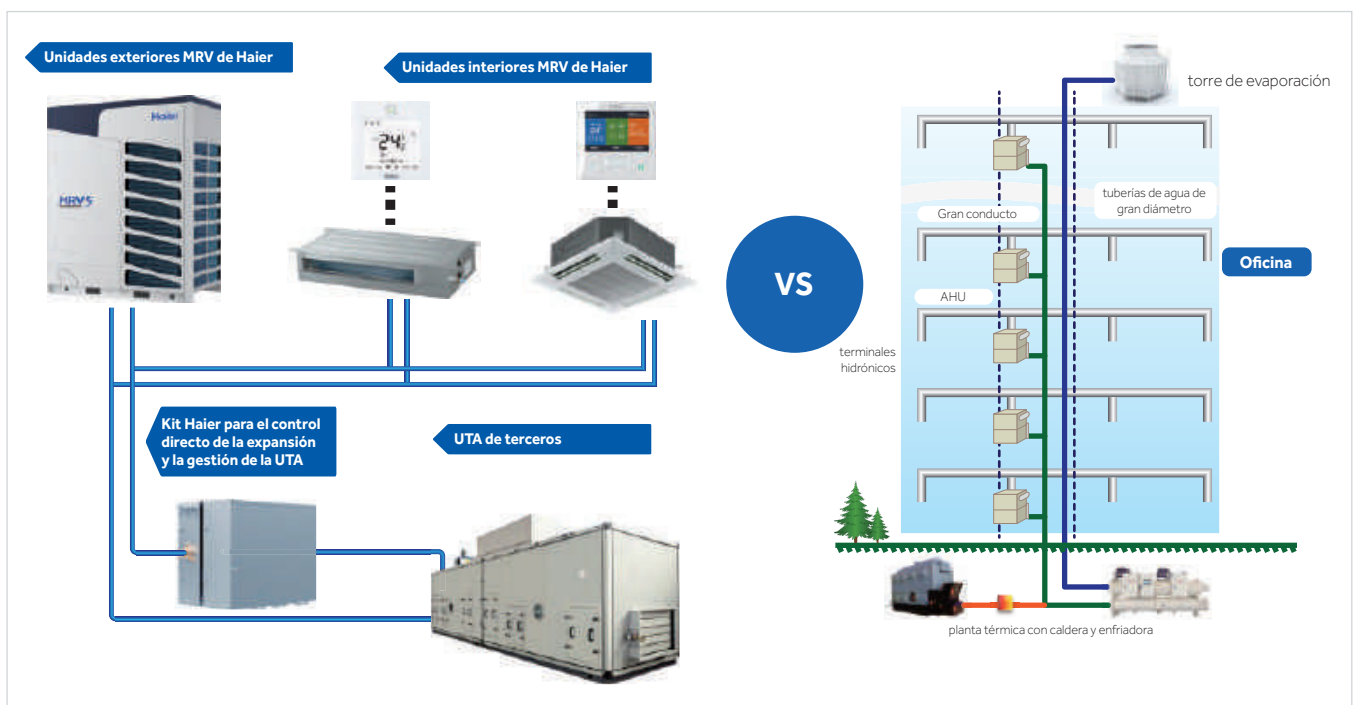 Unidades exteriores MRV de Haier
Unidades interiores MRV de Haier
Haier
MRV5
24
Kit Haier para el control
directo de la expansión
y la gestión de la UTA
UTA de terceros
VS
torre de evaporación
tuberías de agua de
gran diámetro
Gran conducto
Oficina
AHU
terminales
hidrónicos
planta térmica con caldera y enfriadora